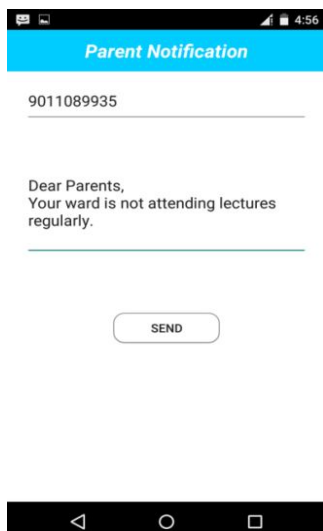 4:56
Parent Notification
9011089935
Dear Parents,
Your ward is not attending lectures
regularly.
SEND